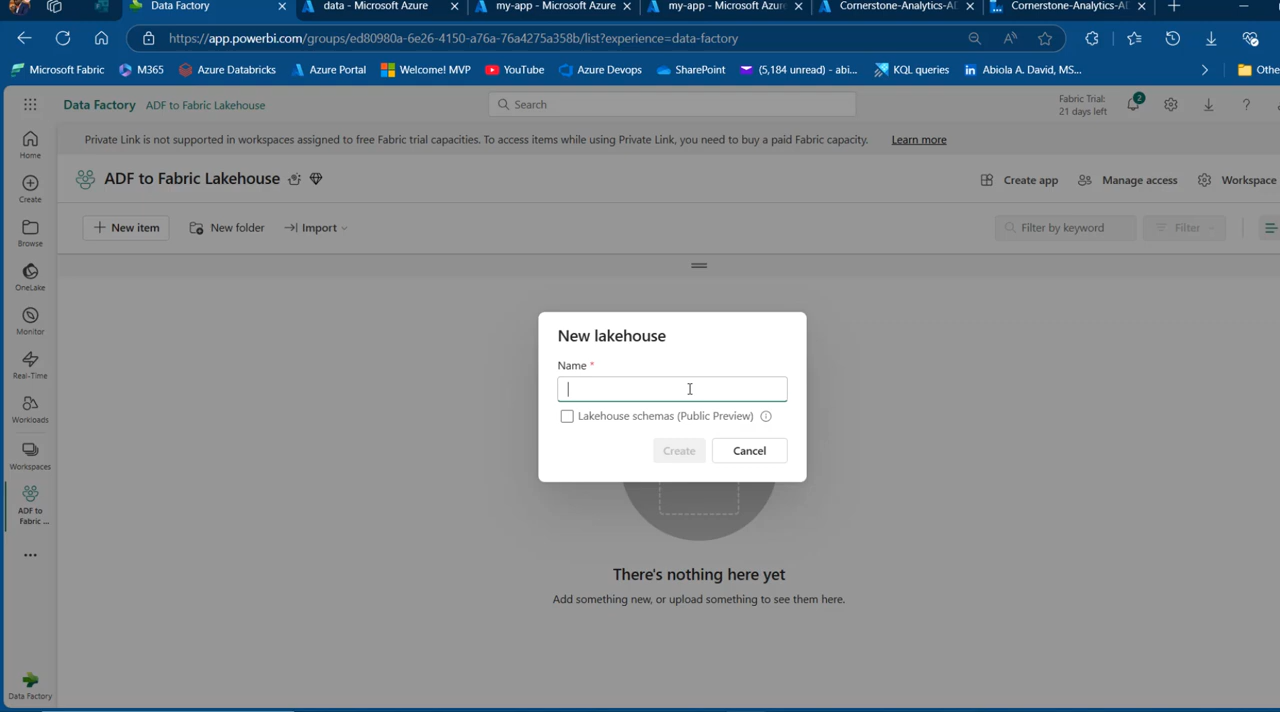 Data Factory
data - Microsoft Azure
my-app - Microsoft Azure
my-app - Microsoft Azure
Cornerstone-Analytics-AD
Cornerstone-Analytics-AD
https://app.powerbi.com/groups/ed80980a-6e26-4150-a76a-76a4275a358b/list?experience=data-factory
Microsoft Fabric
M365
Azure Databricks
Azure Portal
Welcome! MVP
YouTube
Azure Devops
SharePoint
(5,184 unread) - abi...
KQL queries
Abiola A. David, MS...
Othe
Data Factory
ADF to Fabric Lakehouse
Search
Fabric Trial:
21 days left
2
?
Private Link is not supported in workspaces assigned to free Fabric trial capacities. To access items while using Private Link, you need to buy a paid Fabric capacity.
Learn more
ADF to Fabric Lakehouse
Create app
Manage access
Workspace
New item
New folder
Import
Filter by keyword
Filter
Home
Create
Browse
OneLake
Monitor
Real-Time
Workloads
Workspaces
ADF to
Fabric ...
Data Factory
New lakehouse
Name *
Lakehouse schemas (Public Preview)
Create
Cancel
There's nothing here yet
Add something new, or upload something to see them here.